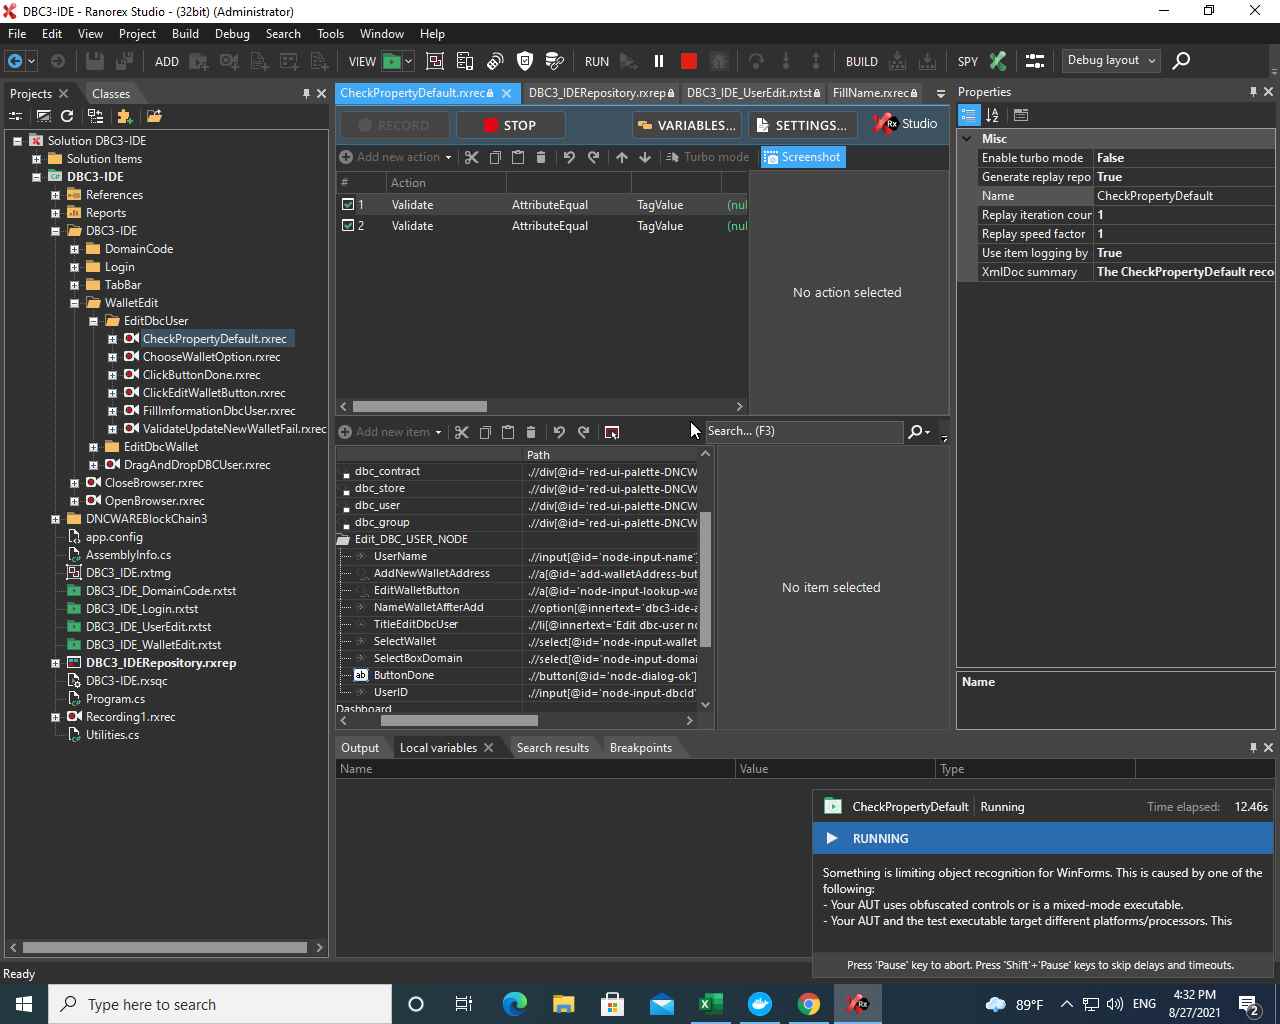 DBC3-IDE - Ranorex Studio - (32bit) (Administrator)
File Edit View Project Build Debug Search Tools Window Help
ADD VIEW RUN BUILD SPY Debug layout
Projects Classes
Solution DBC3-IDE
Solution Items
DBC3-IDE
References
Reports
DBC3-IDE
DomainCode
Login
TabBar
WalletEdit
EditDbcUser
CheckPropertyDefault.rxrec
ChooseWalletOption.rxrec
ClickButtonDone.rxrec
ClickEditWalletButton.rxrec
FillImformationDbcUser.rxrec
ValidateUpdateNewWalletFail.rxrec
EditDbcWallet
DragAndDropDBCUser.rxrec
CloseBrowser.rxrec
OpenBrowser.rxrec
DNCWAREBlockChain3
app.config
AssemblyInfo.cs
DBC3_IDE.rxtmg
DBC3_IDE_DomainCode.rxtst
DBC3_IDE_Login.rxtst
DBC3_IDE_UserEdit.rxtst
DBC3_IDE_WalletEdit.rxtst
DBC3_IDERepository.rxrep
DBC3-IDE.rxsqc
Program.cs
Recording1.rxrec
Utilities.cs
CheckPropertyDefault.rxrec DBC3_IDERepository.rxrep DBC3_IDE_UserEdit.rxtst FillName.rxrec
RECORD STOP VARIABLES... SETTINGS... Rx Studio
Add new action Turbo mode Screenshot
# Action
1 Validate AttributeEqual TagValue (nul
2 Validate AttributeEqual TagValue (nul
No action selected
Add new item Search... (F3)
Path
dbc_contract .//div[@id='red-ui-palette-DNCW
dbc_store .//div[@id='red-ui-palette-DNCW
dbc_user .//div[@id='red-ui-palette-DNCW
dbc_group .//div[@id='red-ui-palette-DNCW
Edit_DBC_USER_NODE
UserName .//input[@id='node-input-name'
AddNewWalletAddress .//a[@id='add-walletAddress-but
EditWalletButton .//a[@id='node-input-lookup-wa
NameWalletAffterAdd .//option[@innertext='dbc3-ide-a
TitleEditDbcUser .//li[@innertext='Edit dbc-user no
SelectWallet .//select[@id='node-input-wallet
SelectBoxDomain .//select[@id='node-input-domai
ab ButtonDone .//button[@id='node-dialog-ok']
UserID .//input[@id='node-input-dbcId'
Dashboard
No item selected
Properties
Misc
Enable turbo mode False
Generate replay repo True
Name CheckPropertyDefault
Replay iteration cour 1
Replay speed factor 1
Use item logging by True
XmlDoc summary The CheckPropertyDefault reco
Name
Output Local variables Search results Breakpoints
Name Value Type
CheckPropertyDefault Running Time elapsed: 12.46s
RUNNING
Something is limiting object recognition for WinForms. This is caused by one of the
following:
- Your AUT uses obfuscated controls or is a mixed-mode executable.
- Your AUT and the test executable target different platforms/processors. This
Press 'Pause' key to abort. Press 'Shift'+'Pause' keys to skip delays and timeouts.
Ready
Type here to search
89°F ENG 4:32 PM
8/27/2021
2